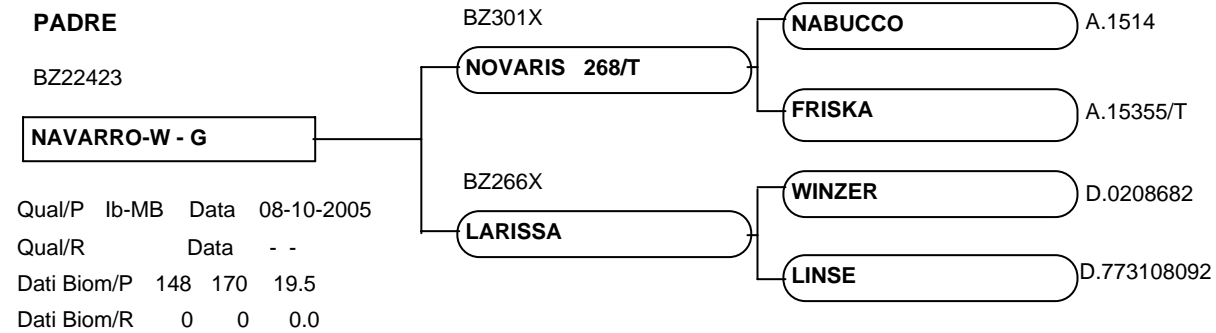 PADRE
BZ22423
NAVARRO-W - G
Qual/P Ib-MB Data 08-10-2005
Qual/R Data - -
Dati Biom/P 148 170 19.5
Dati Biom/R 0 0 0.0
BZ301X
NOVARIS 268/T
BZ266X
LARISSA
NABUCCO A.1514
FRISKA A.15355/T
WINZER D.0208682
LINSE D.773108092